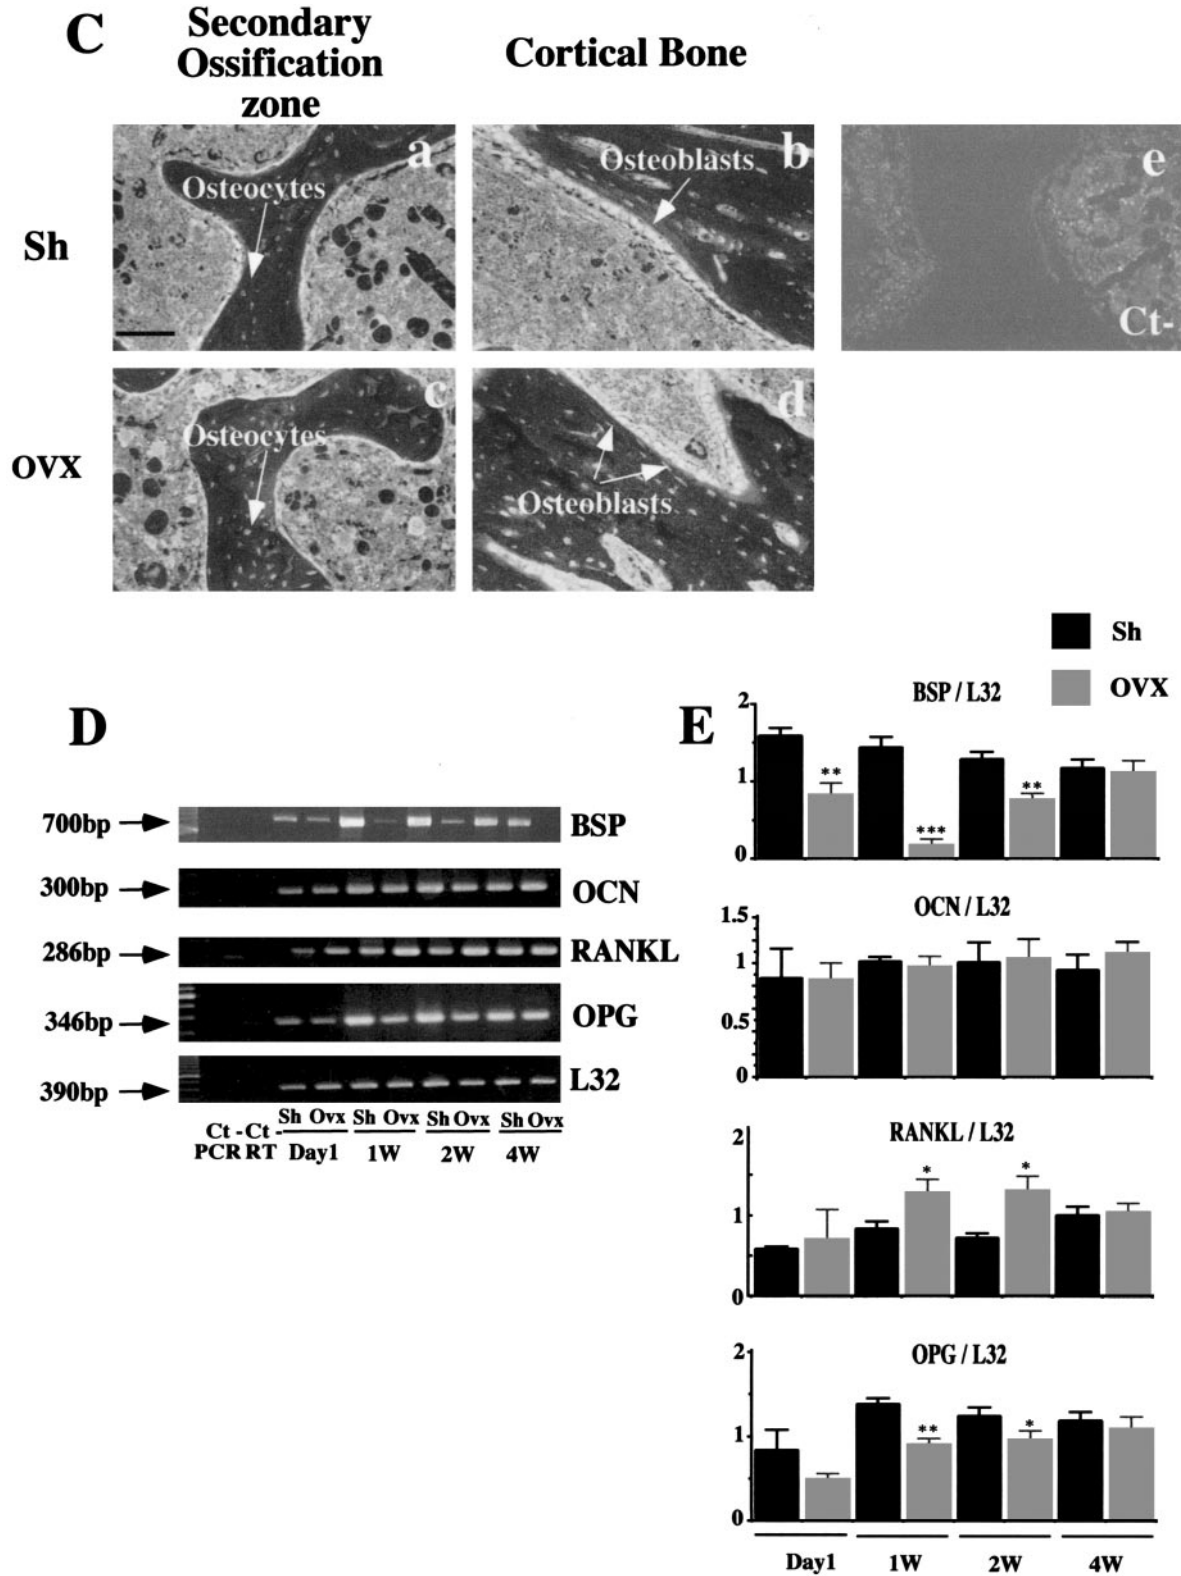 C
Secondary
Ossification
zone
Cortical Bone
Sh
a
Osteocytes
b
Osteoblasts
e
Ct-
OVX
c
Osteocytes
d
Osteoblasts
D
700bp
BSP
300bp
OCN
286bp
RANKL
346bp
OPG
390bp
L32
Sh Ovx Sh Ovx Sh Ovx Sh Ovx
Ct - Ct -
PCR RT Day1 1W 2W 4W
Sh
OVX
E
BSP / L32
2
1
0
** *** **
OCN / L32
1.5
1
0.5
0
RANKL / L32
2
1
0
* *
OPG / L32
2
1
0
** *
Day1 1W 2W 4W